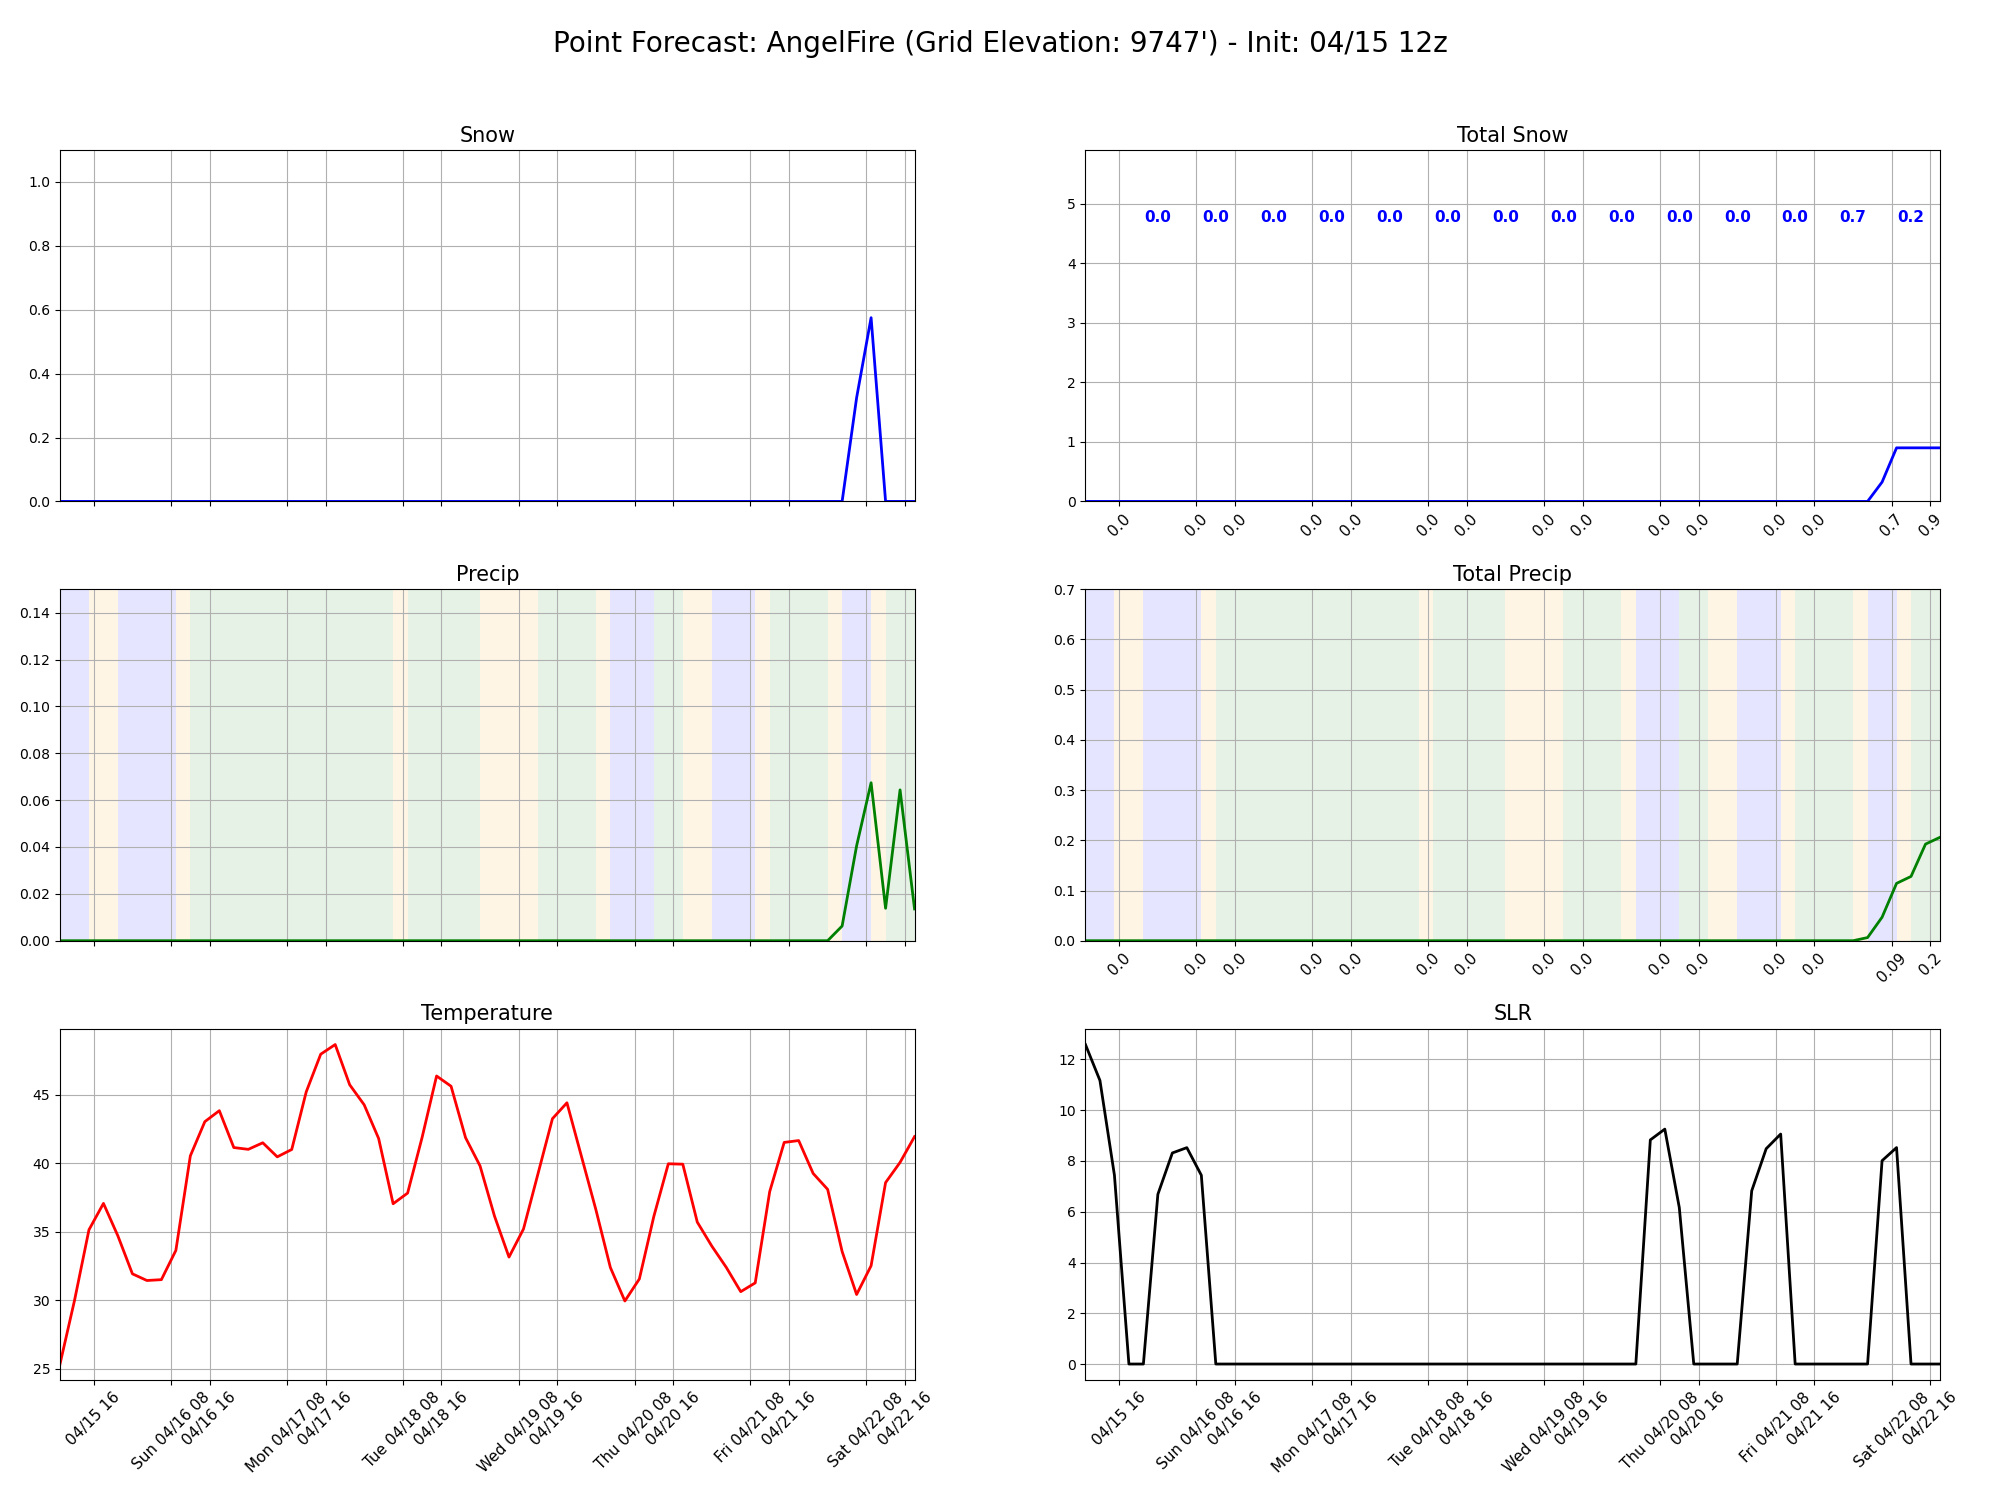 Point Forecast: AngelFire (Grid Elevation: 9747') - Init: 04/15 12z
Snow
1.0
0.8
0.6
0.4
0.2
0.0
Total Snow
5
4
3
2
1
0
0.0 0.0 0.0 0.0 0.0 0.0 0.0 0.0 0.0 0.0 0.0 0.0 0.7 0.2
0.0 0.0 0.0 0.0 0.0 0.0 0.0 0.0 0.0 0.0 0.0 0.0 0.0 0.7 0.9
Precip
0.14
0.12
0.10
0.08
0.06
0.04
0.02
0.00
Total Precip
0.7
0.6
0.5
0.4
0.3
0.2
0.1
0.0
0.0 0.0 0.0 0.0 0.0 0.0 0.0 0.0 0.0 0.0 0.0 0.0 0.0 0.09 0.2
Temperature
45
40
35
30
25
04/15 16
Sun 04/16 08
04/16 16
Mon 04/17 08
04/17 16
Tue 04/18 08
04/18 16
Wed 04/19 08
04/19 16
Thu 04/20 08
04/20 16
Fri 04/21 08
04/21 16
Sat 04/22 08
04/22 16
SLR
12
10
8
6
4
2
0
04/15 16
Sun 04/16 08
04/16 16
Mon 04/17 08
04/17 16
Tue 04/18 08
04/18 16
Wed 04/19 08
04/19 16
Thu 04/20 08
04/20 16
Fri 04/21 08
04/21 16
Sat 04/22 08
04/22 16